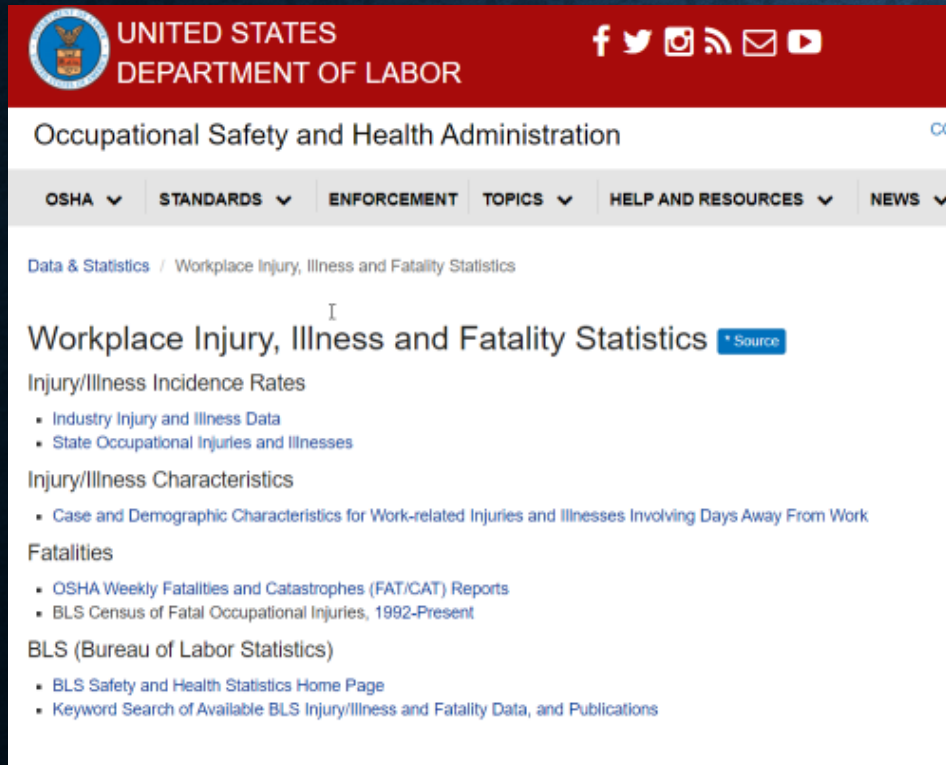 UNITED STATES
DEPARTMENT OF LABOR
Occupational Safety and Health Administration
OSHA STANDARDS ENFORCEMENT TOPICS HELP AND RESOURCES NEWS
Data & Statistics / Workplace Injury, Illness and Fatality Statistics
Workplace Injury, Illness and Fatality Statistics * Source
Injury/Illness Incidence Rates
▪ Industry Injury and Illness Data
▪ State Occupational Injuries and Illnesses
Injury/Illness Characteristics
▪ Case and Demographic Characteristics for Work-related Injuries and Illnesses Involving Days Away From Work
Fatalities
▪ OSHA Weekly Fatalities and Catastrophes (FAT/CAT) Reports
▪ BLS Census of Fatal Occupational Injuries, 1992-Present
BLS (Bureau of Labor Statistics)
▪ BLS Safety and Health Statistics Home Page
▪ Keyword Search of Available BLS Injury/Illness and Fatality Data, and Publications